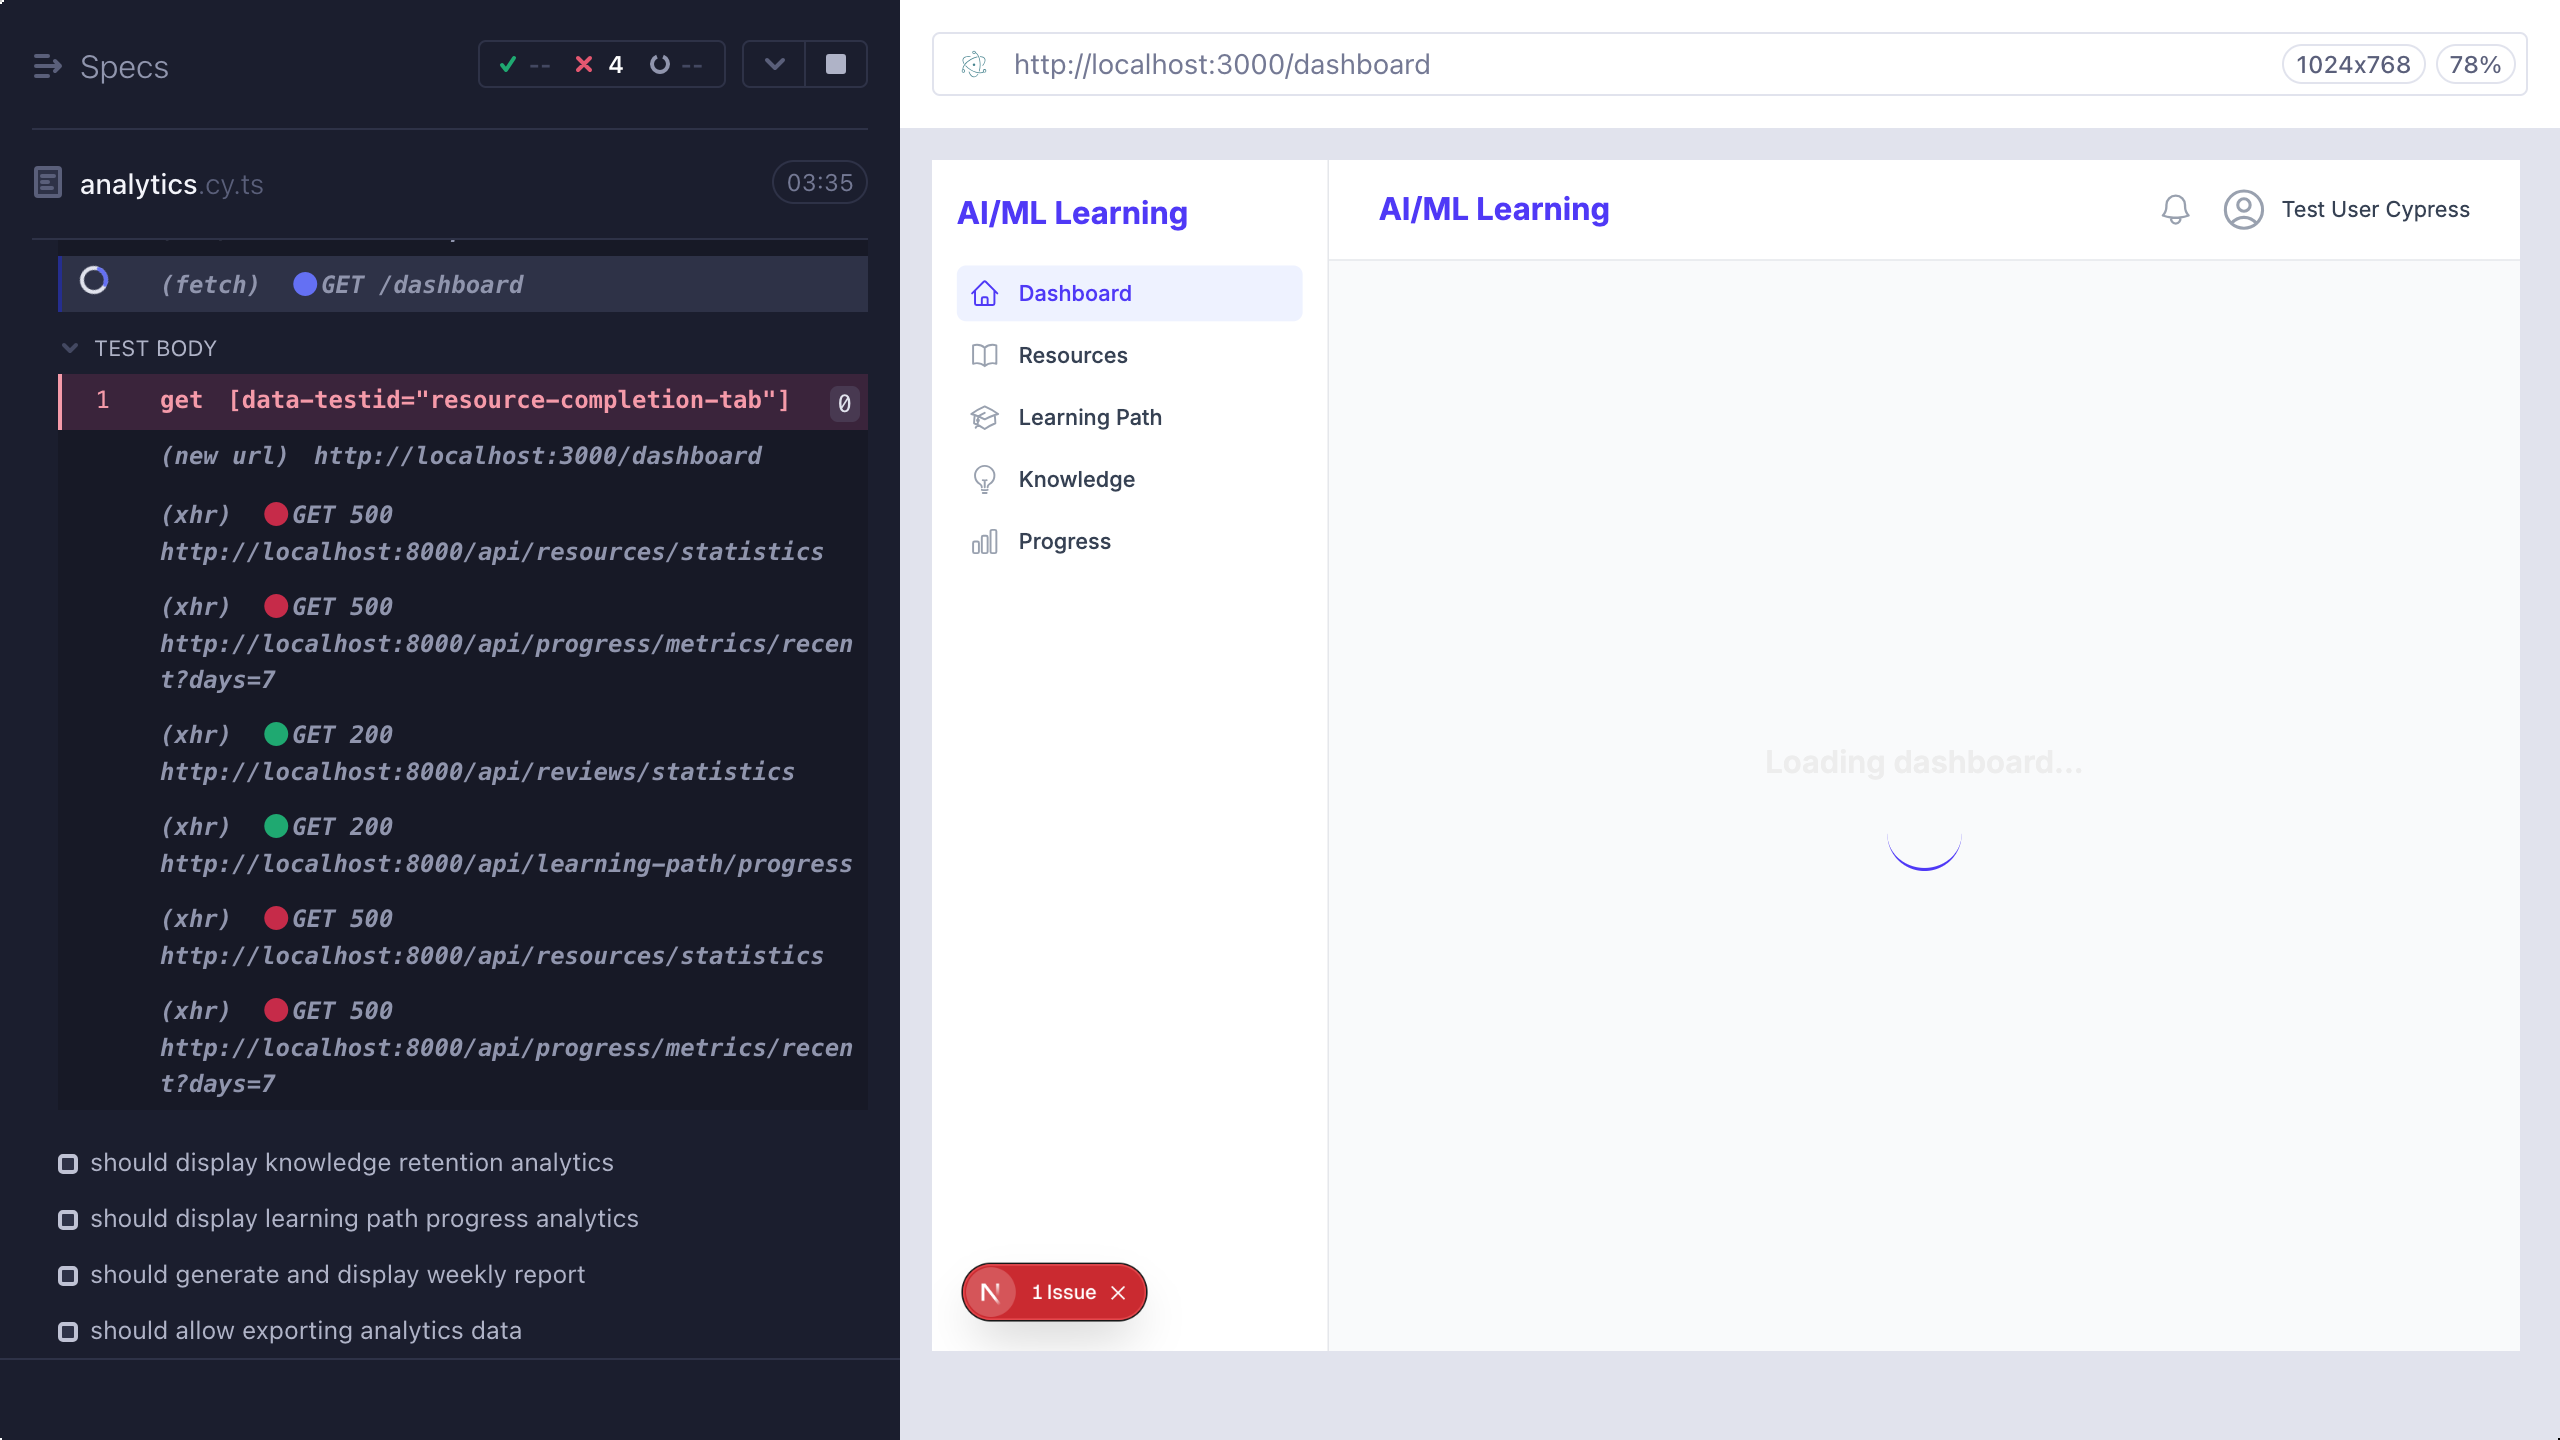 Specs
-- 4 --
analytics.cy.ts
03:35
(fetch) GET /dashboard
TEST BODY
1 get [data-testid="resource-completion-tab"] 0
(new url) http://localhost:3000/dashboard
(xhr) GET 500
http://localhost:8000/api/resources/statistics
(xhr) GET 500
http://localhost:8000/api/progress/metrics/recen
t?days=7
(xhr) GET 200
http://localhost:8000/api/reviews/statistics
(xhr) GET 200
http://localhost:8000/api/learning-path/progress
(xhr) GET 500
http://localhost:8000/api/resources/statistics
(xhr) GET 500
http://localhost:8000/api/progress/metrics/recen
t?days=7
should display knowledge retention analytics
should display learning path progress analytics
should generate and display weekly report
should allow exporting analytics data
http://localhost:3000/dashboard
1024x768
78%
AI/ML Learning
Dashboard
Resources
Learning Path
Knowledge
Progress
N 1 Issue
AI/ML Learning
Test User Cypress
Loading dashboard...